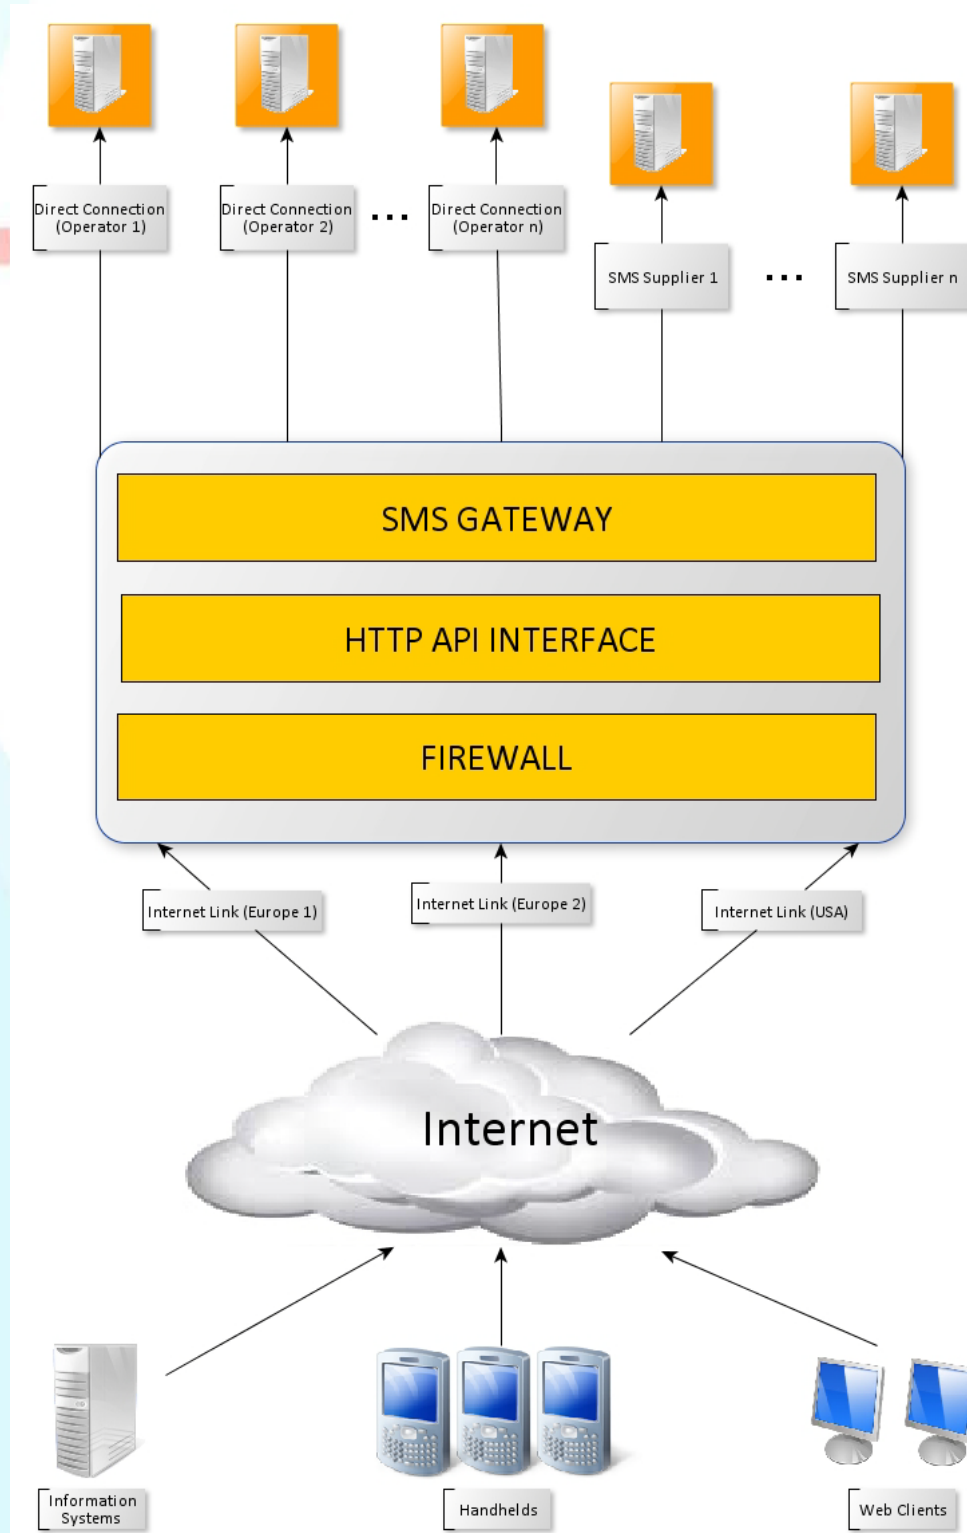 Direct Connection
(Operator 1)
Direct Connection
(Operator 2)
...
Direct Connection
(Operator n)
SMS Supplier 1
...
SMS Supplier n
SMS GATEWAY
HTTP API INTERFACE
FIREWALL
Internet Link (Europe 1)
Internet Link (Europe 2)
Internet Link (USA)
Internet
Information
Systems
Handhelds
Web Clients